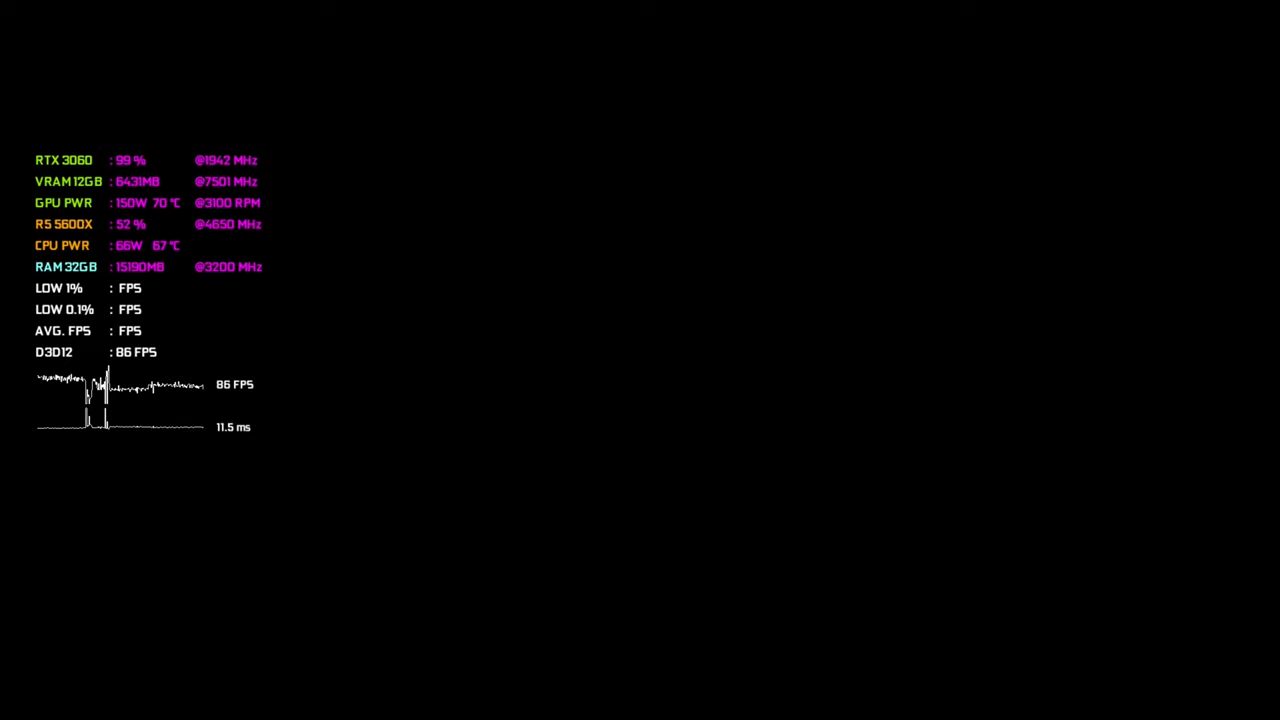 RTX 3060 : 99 % @1942 MHz
VRAM 12GB : 6431MB @7501 MHz
GPU PWR : 150W 70 °C @3100 RPM
R5 5600X : 52 % @4650 MHz
CPU PWR : 66W 67 °C
RAM 32GB : 15190MB @3200 MHz
LOW 1% : FPS
LOW 0.1% : FPS
AVG. FPS : FPS
D3D12 : 86 FPS
86 FPS
11.5 ms